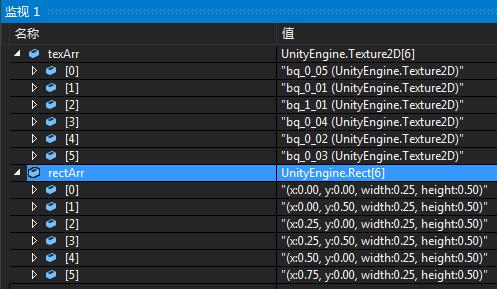 监视 1
名称 值
texArr UnityEngine.Texture2D[6]
[0] "bq_0_05 (UnityEngine.Texture2D)"
[1] "bq_0_01 (UnityEngine.Texture2D)"
[2] "bq_1_01 (UnityEngine.Texture2D)"
[3] "bq_0_04 (UnityEngine.Texture2D)"
[4] "bq_0_02 (UnityEngine.Texture2D)"
[5] "bq_0_03 (UnityEngine.Texture2D)"
rectArr UnityEngine.Rect[6]
[0] "(x:0.00, y:0.00, width:0.25, height:0.50)"
[1] "(x:0.00, y:0.50, width:0.25, height:0.50)"
[2] "(x:0.25, y:0.00, width:0.25, height:0.50)"
[3] "(x:0.25, y:0.50, width:0.25, height:0.50)"
[4] "(x:0.50, y:0.00, width:0.25, height:0.50)"
[5] "(x:0.75, y:0.00, width:0.25, height:0.50)"